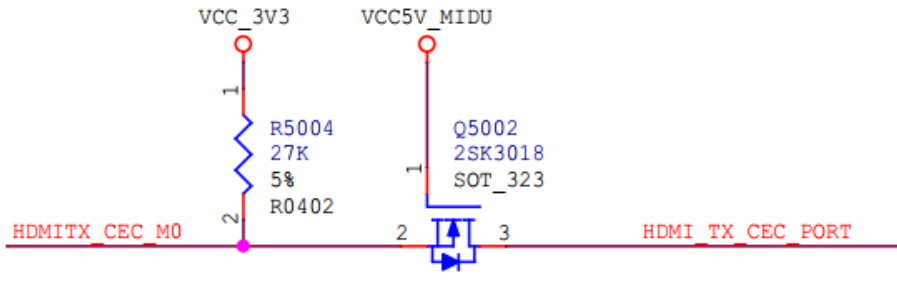 VCC_3V3
VCC5V_MIDU
1
R5004
27K
5%
R0402
2
1
Q5002
2SK3018
SOT_323
HDMITX_CEC_M0
2
3
HDMI_TX_CEC_PORT